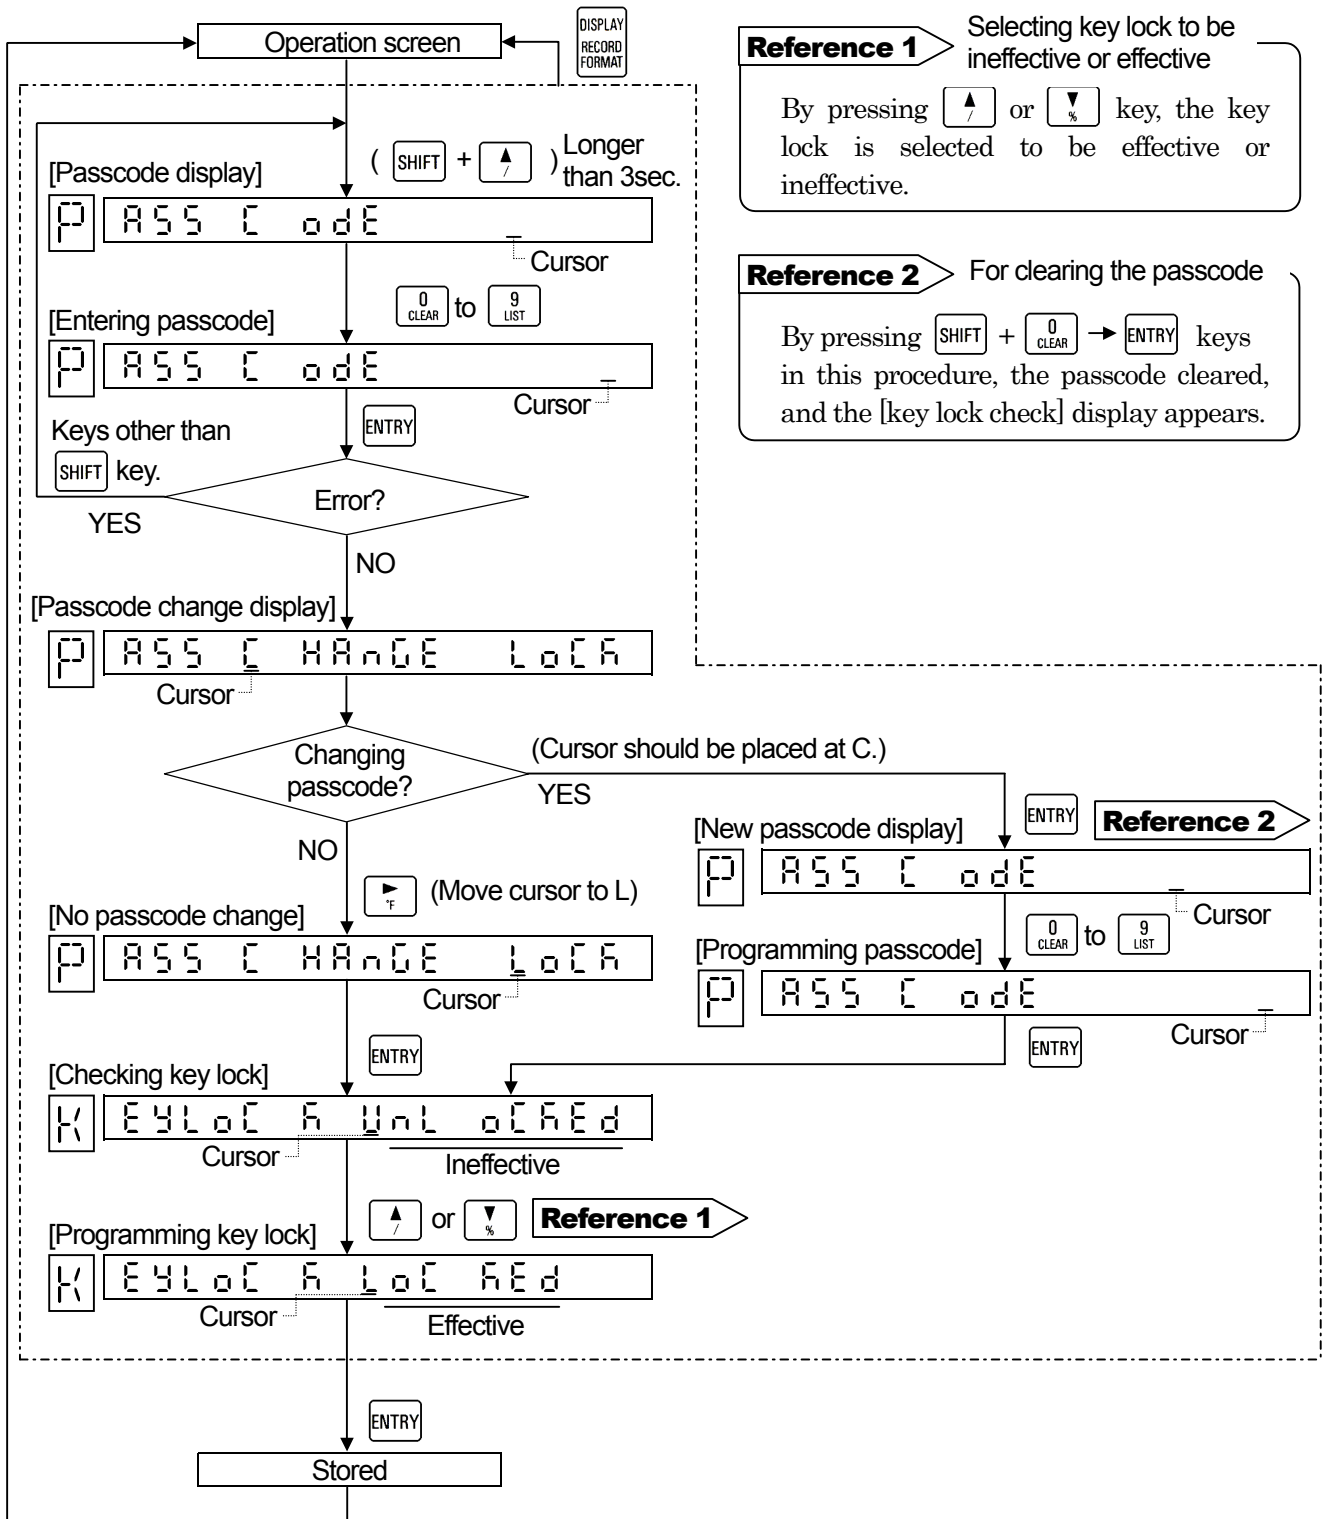 Operation screen
DISPLAY
RECORD
FORMAT
Reference 1
Selecting key lock to be
ineffective or effective
By pressing ▲ / or ▼ % key, the key
lock is selected to be effective or
ineffective.
Reference 2
For clearing the passcode
By pressing SHIFT + 0 CLEAR → ENTRY keys
in this procedure, the passcode cleared,
and the [key lock check] display appears.
( SHIFT + ▲ / ) Longer
than 3sec.
[Passcode display]
P ASS C odE
Cursor
0 CLEAR to 9 LIST
[Entering passcode]
P ASS C odE
Cursor
ENTRY
Keys other than
SHIFT key.
Error?
YES
NO
[Passcode change display]
P ASS C HAnGE LoCK
Cursor
Changing
passcode?
(Cursor should be placed at C.)
YES
NO
► °F (Move cursor to L)
[No passcode change]
P ASS C HAnGE LoCK
Cursor
ENTRY
ENTRY Reference 2
[New passcode display]
P ASS C odE
Cursor
0 CLEAR to 9 LIST
[Programming passcode]
P ASS C odE
Cursor
ENTRY
[Checking key lock]
K EYLoC K UnL oCKEd
Cursor
Ineffective
▲ / or ▼ % Reference 1
[Programming key lock]
K EYLoC K LoC KEd
Cursor
Effective
ENTRY
Stored